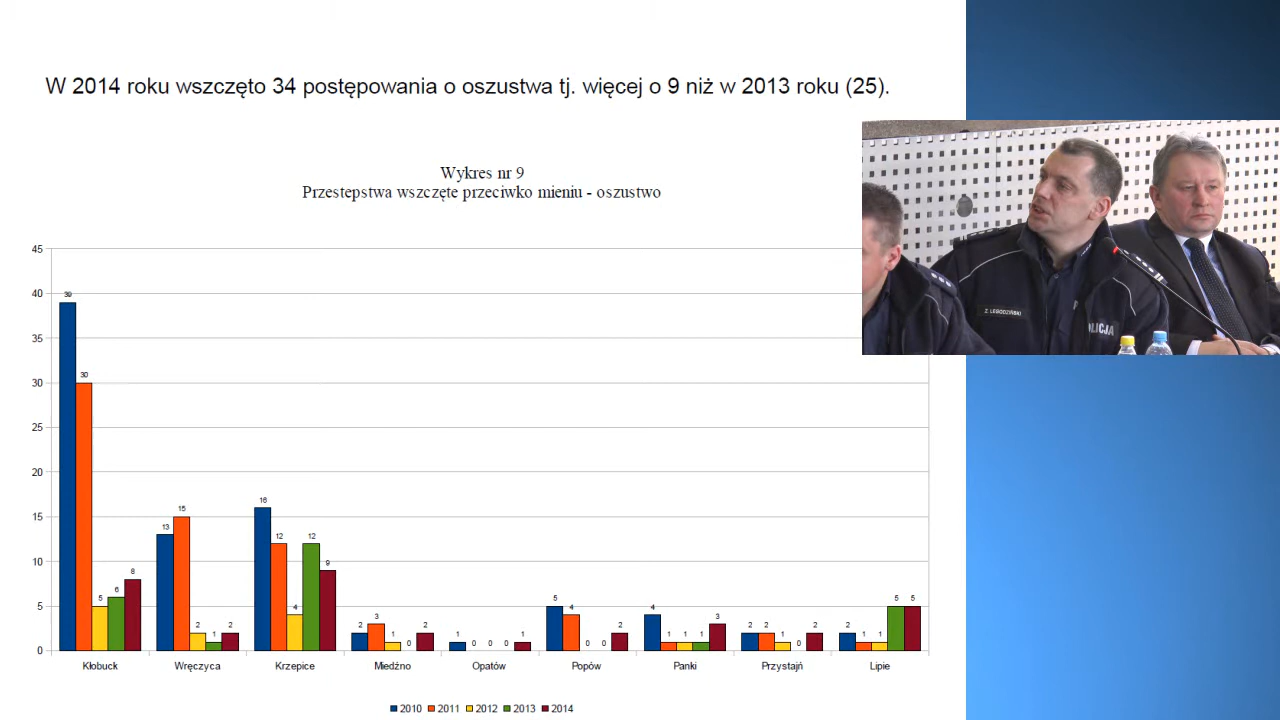 W 2014 roku wszczęto 34 postępowania o oszustwa tj. więcej o 9 niż w 2013 roku (25).
Wykres nr 9
Przestepstwa wszczęte przeciwko mieniu - oszustwo
45
40
35
30
25
20
15
10
5
0
39 30 5 6 8
13 15 2 1 2
16 12 4 12 9
2 3 1 0 2
1 0 0 0 1
5 4 0 0 2
4 1 1 1 3
2 2 1 0 2
2 1 1 5 5
Kłobuck Wręczyca Krzepice Miedźno Opatów Popów Panki Przystajń Lipie
2010 2011 2012 2013 2014
Z. LEGODZIŃSKI
OLICJA